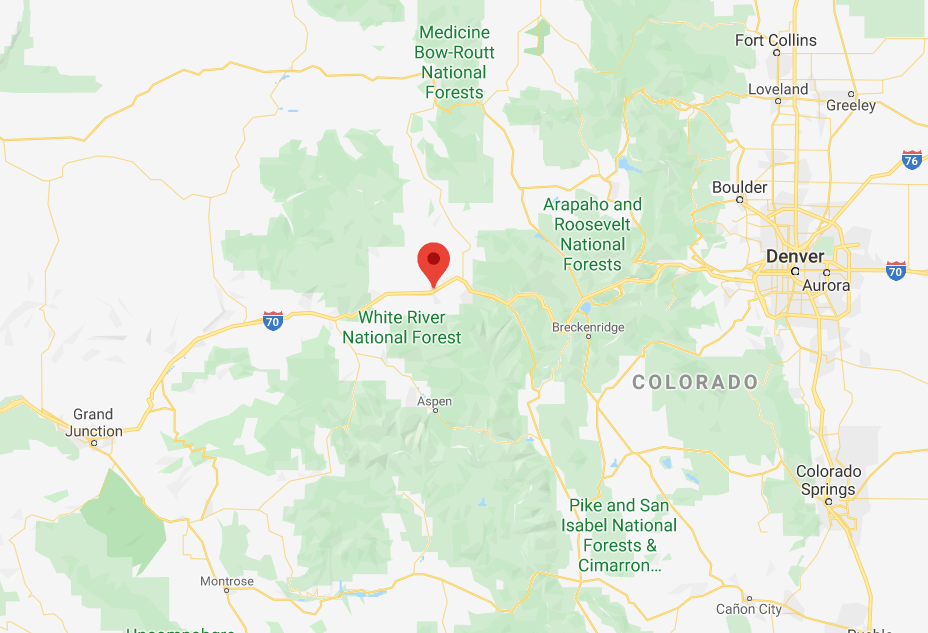 Medicine
Bow-Routt
National
Forests
Fort Collins
Loveland
Greeley
76
Boulder
Arapaho and
Roosevelt
National
Forests
Denver
70
Aurora
70
White River
National Forest
Breckenridge
COLORADO
Aspen
Grand
Junction
Colorado
Springs
Pike and San
Isabel National
Forests &
Cimarron...
Montrose
Cañon City